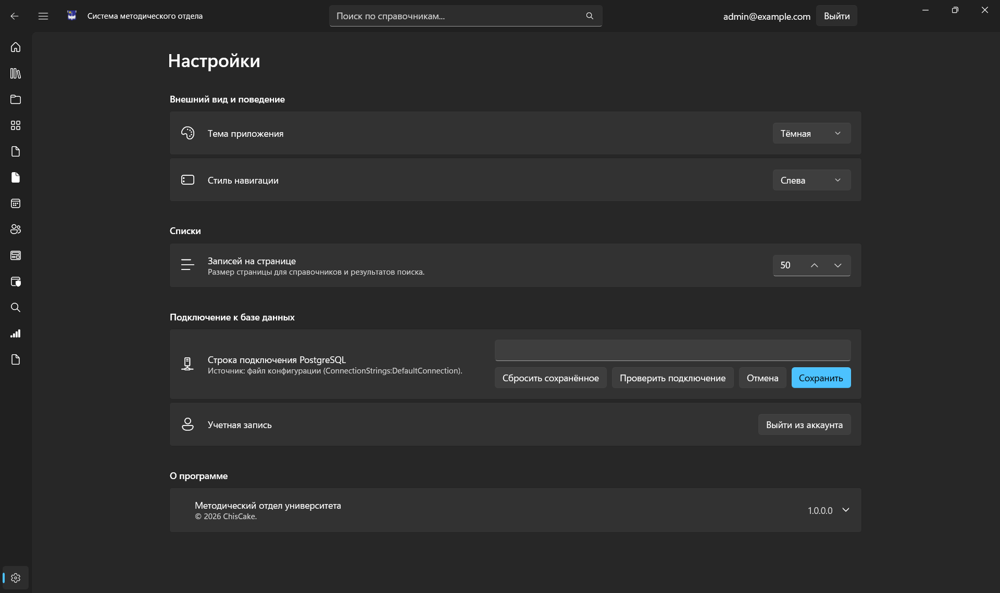 Система методического отдела
Поиск по справочникам...
admin@example.com
Выйти
Настройки
Внешний вид и поведение
Тема приложения
Тёмная
Стиль навигации
Слева
Списки
Записей на странице
Размер страницы для справочников и результатов поиска.
50
Подключение к базе данных
Строка подключения PostgreSQL
Источник: файл конфигурации (ConnectionStrings:DefaultConnection).
Сбросить сохранённое
Проверить подключение
Отмена
Сохранить
Учетная запись
Выйти из аккаунта
О программе
Методический отдел университета
© 2026 ChisCake.
1.0.0.0